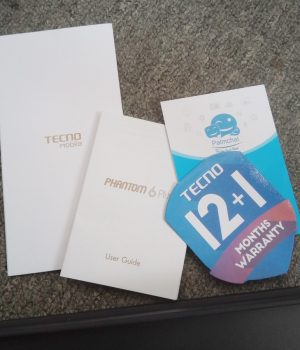 TECNO
MOBILE
PHANTOM 6 Plus
User Guide
Palmchat
TECNO
12+1
MONTHS
WARRANTY